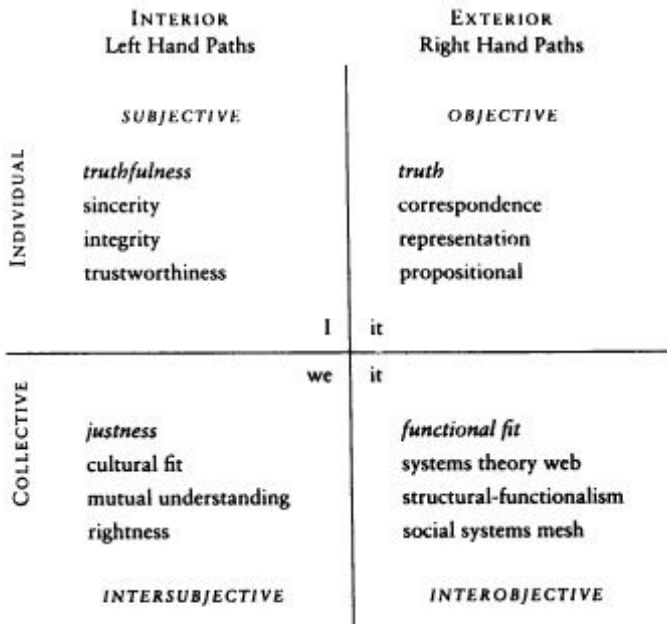 INTERIOR
Left Hand Paths
EXTERIOR
Right Hand Paths
INDIVIDUAL
SUBJECTIVE
truthfulness
sincerity
integrity
trustworthiness
I
OBJECTIVE
truth
correspondence
representation
propositional
it
COLLECTIVE
we
justness
cultural fit
mutual understanding
rightness
INTERSUBJECTIVE
it
functional fit
systems theory web
structural-functionalism
social systems mesh
INTEROBJECTIVE